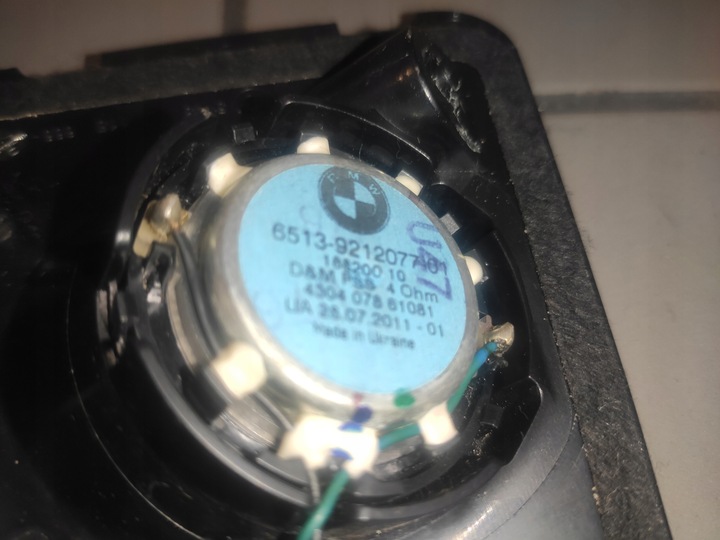 BMW
6513-9212077-01
188200 10
D&M PSS 4 Ohm
4304 078 61081
UA 28.07.2011 - 01
Made in Ukraine